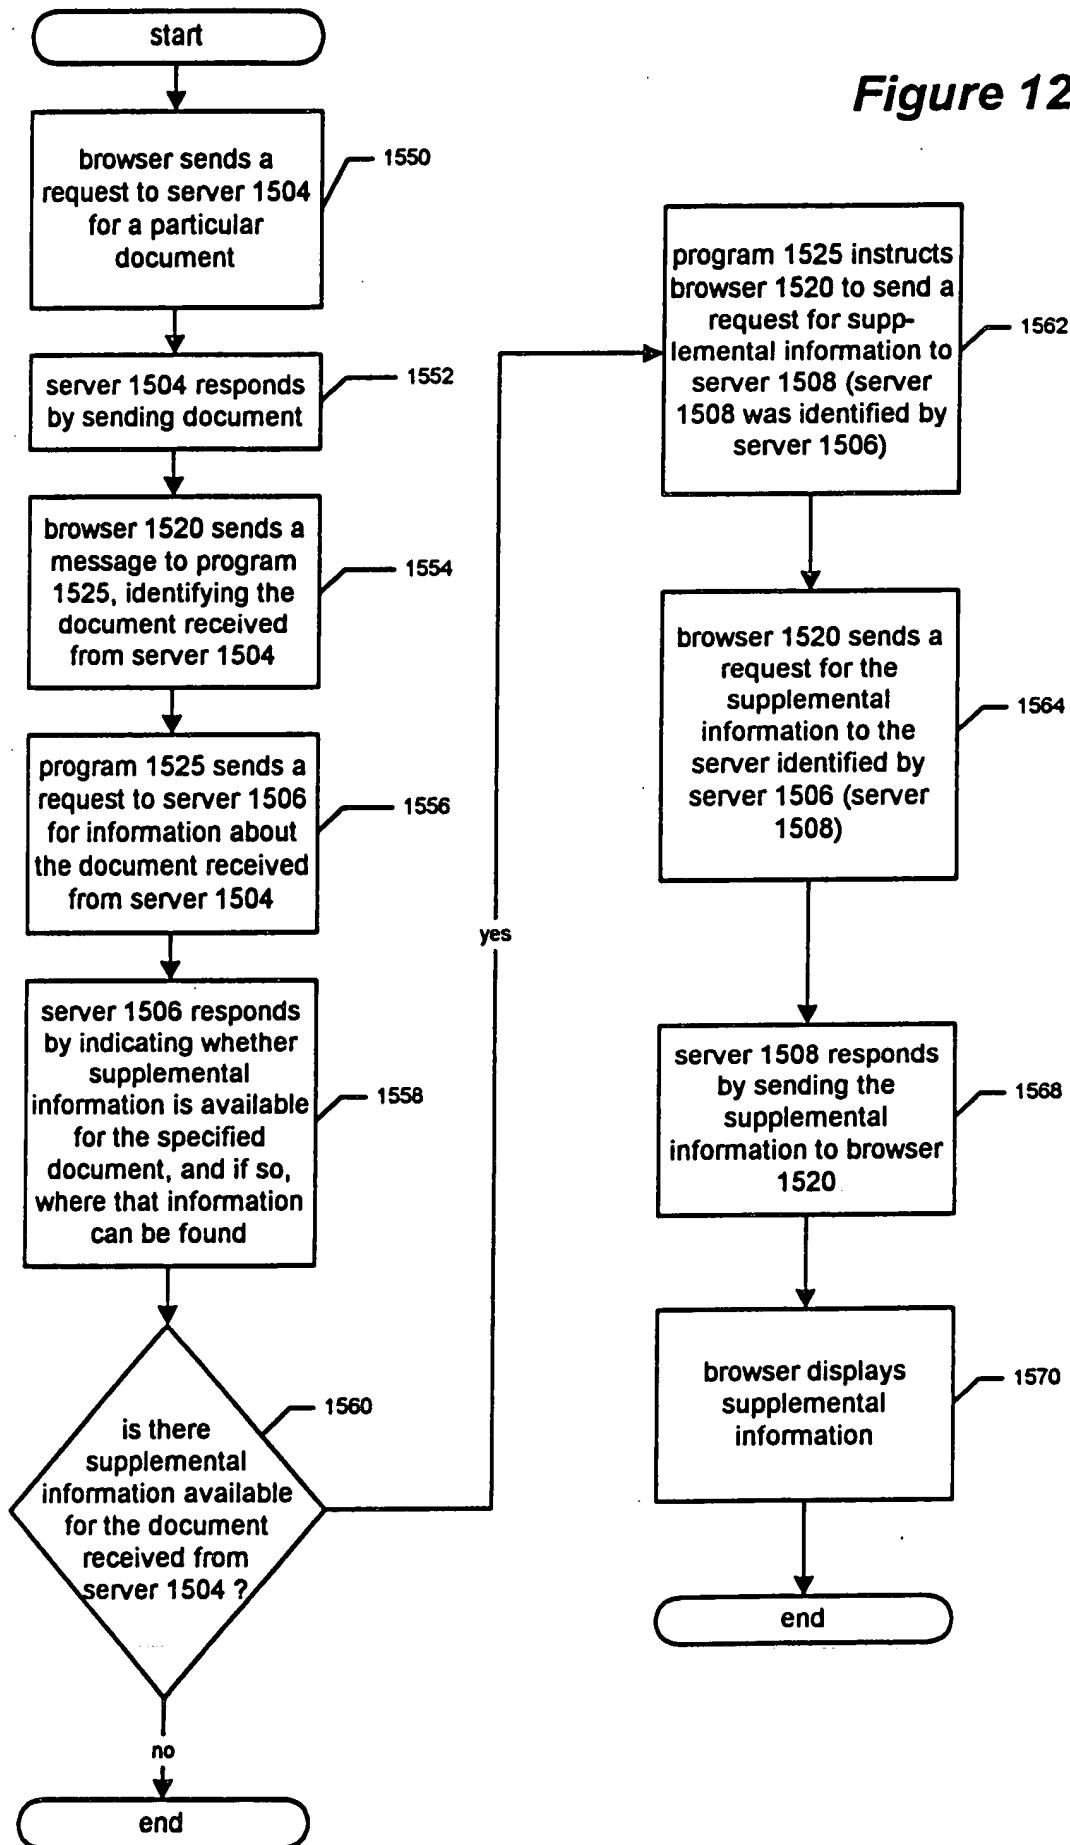 Figure 12
start
browser sends a
request to server 1504
for a particular
document
1550
server 1504 responds
by sending document
1552
browser 1520 sends a
message to program
1525, identifying the
document received
from server 1504
1554
program 1525 sends a
request to server 1506
for information about
the document received
from server 1504
1556
server 1506 responds
by indicating whether
supplemental
information is available
for the specified
document, and if so,
where that information
can be found
1558
is there
supplemental
information available
for the document
received from
server 1504 ?
1560
no
end
yes
program 1525 instructs
browser 1520 to send a
request for supp-
lemental information to
server 1508 (server
1508 was identified by
server 1506)
1562
browser 1520 sends a
request for the
supplemental
information to the
server identified by
server 1506 (server
1508)
1564
server 1508 responds
by sending the
supplemental
information to browser
1520
1568
browser displays
supplemental
information
1570
end